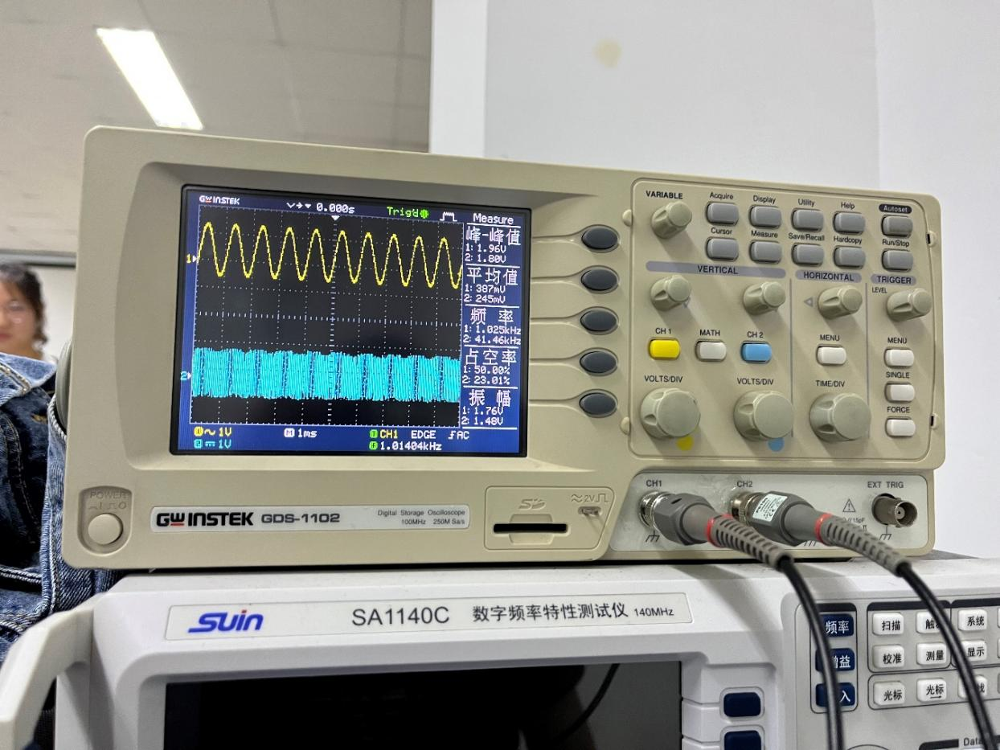 GWINSTEK
0.000s
Trig'd
Measure
峰-峰值
1: 1.96V
2: 1.80V
平均值
1: 387mV
2: 245mV
频 率
1: 1.025kHz
2: 41.46kHz
占空率
1: 50.00%
2: 23.01%
振 幅
1: 1.76V
2: 1.48V
1
2
1 ~ 1V
M 1ms
T CH1 EDGE AC
2 1V
1.01404kHz
VARIABLE
Acquire
Display
Utility
Help
Autoset
Cursor
Measure
Save/Recall
Hardcopy
Run/Stop
VERTICAL
HORIZONTAL
TRIGGER
LEVEL
CH 1
MATH
CH 2
MENU
MENU
SINGLE
VOLTS/DIV
VOLTS/DIV
TIME/DIV
FORCE
CH1
CH2
EXT TRIG
POWER
GWINSTEK GDS-1102
Digital Storage Oscilloscope
100MHz 250M Sa/s
SD
≈2V
SUIN
SA1140C 数字频率特性测试仪 140MHz
频率
扫描
系统
增益
校准
测量
显示
光标
光标
Data